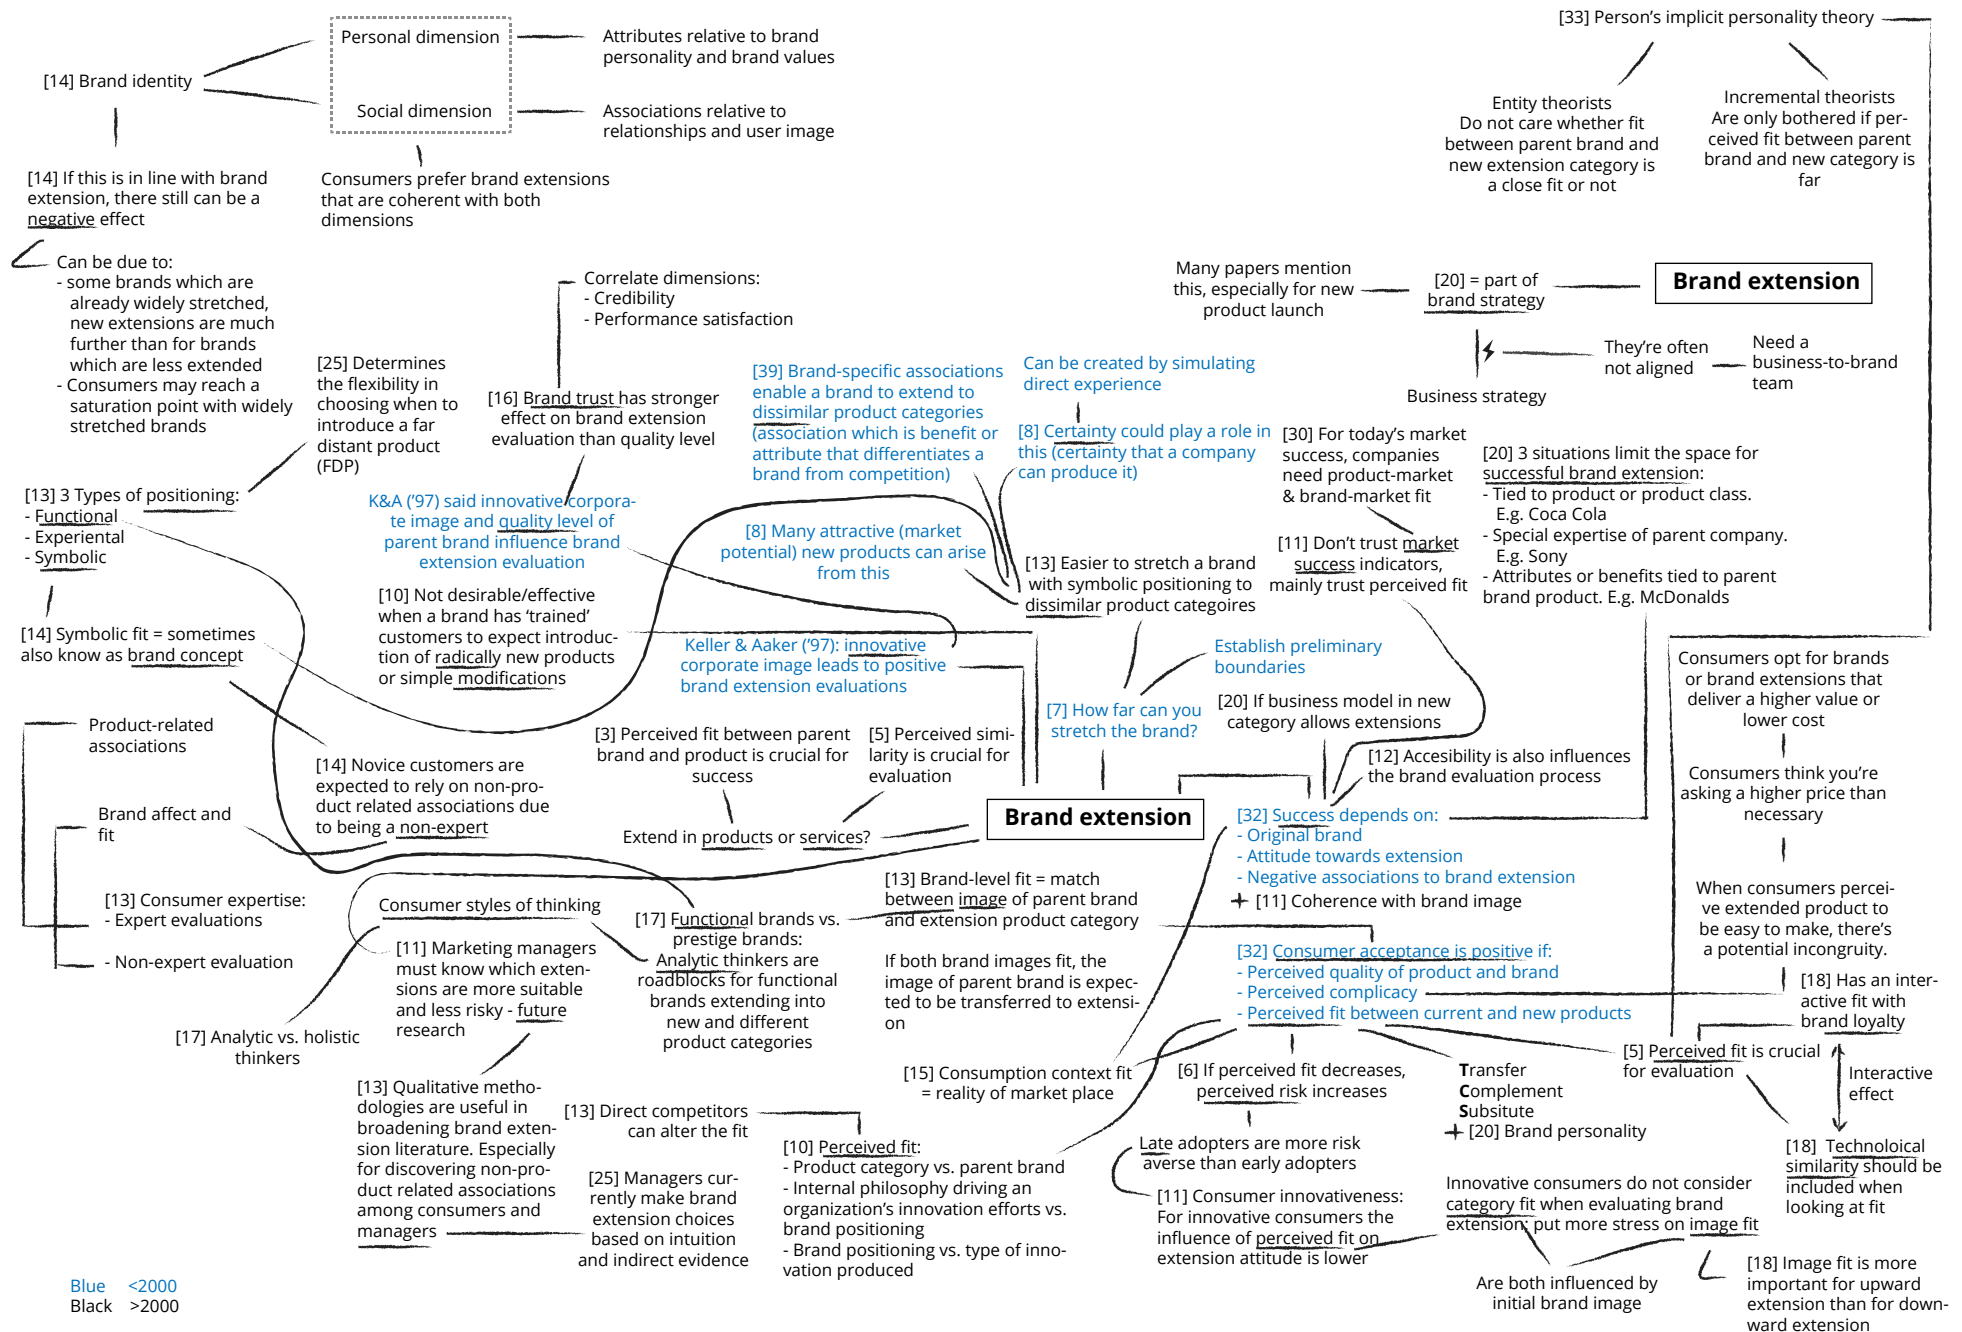 [33] Person's implicit personality theory
Personal dimension
Attributes relative to brand
personality and brand values
[14] Brand identity
Social dimension
Associations relative to
relationships and user image
Entity theorists
Do not care whether fit
between parent brand and
new extension category is
a close fit or not
Incremental theorists
Are only bothered if per-
ceived fit between parent
brand and new category is
far
[14] If this is in line with brand
extension, there still can be a
negative effect
Consumers prefer brand extensions
that are coherent with both
dimensions
Can be due to:
- some brands which are
already widely stretched,
new extensions are much
further than for brands
which are less extended
- Consumers may reach a
saturation point with widely
stretched brands
Correlate dimensions:
- Credibility
- Performance satisfaction
Many papers mention
this, especially for new
product launch
[20] = part of
brand strategy
Brand extension
They're often
not aligned
Need a
business-to-brand
team
Business strategy
[25] Determines
the flexibility in
choosing when to
introduce a far
distant product
(FDP)
[16] Brand trust has stronger
effect on brand extension
evaluation than quality level
[39] Brand-specific associations
enable a brand to extend to
dissimilar product categories
(association which is benefit or
attribute that differentiates a
brand from competition)
Can be created by simulating
direct experience
[8] Certainty could play a role in
this (certainty that a company
can produce it)
[30] For today's market
success, companies
need product-market
& brand-market fit
[20] 3 situations limit the space for
successful brand extension:
- Tied to product or product class.
E.g. Coca Cola
- Special expertise of parent company.
E.g. Sony
- Attributes or benefits tied to parent
brand product. E.g. McDonalds
[13] 3 Types of positioning:
- Functional
- Experiental
- Symbolic
K&A ('97) said innovative corpora-
te image and quality level of
parent brand influence brand
extension evaluation
[8] Many attractive (market
potential) new products can arise
from this
[13] Easier to stretch a brand
with symbolic positioning to
dissimilar product categoires
[11] Don't trust market
success indicators,
mainly trust perceived fit
[10] Not desirable/effective
when a brand has 'trained'
customers to expect introduc-
tion of radically new products
or simple modifications
[14] Symbolic fit = sometimes
also know as brand concept
Keller & Aaker ('97): innovative
corporate image leads to positive
brand extension evaluations
Establish preliminary
boundaries
Consumers opt for brands
or brand extensions that
deliver a higher value or
lower cost
[7] How far can you
stretch the brand?
[20] If business model in new
category allows extensions
Product-related
associations
[3] Perceived fit between parent
brand and product is crucial for
success
[5] Perceived simi-
larity is crucial for
evaluation
[12] Accesibility is also influences
the brand evaluation process
[14] Novice customers are
expected to rely on non-pro-
duct related associations due
to being a non-expert
Consumers think you're
asking a higher price than
necessary
Brand affect and
fit
Extend in products or services?
Brand extension
[32] Success depends on:
- Original brand
- Attitude towards extension
- Negative associations to brand extension
+ [11] Coherence with brand image
[13] Consumer expertise:
- Expert evaluations
- Non-expert evaluation
Consumer styles of thinking
[13] Brand-level fit = match
between image of parent brand
and extension product category
If both brand images fit, the
image of parent brand is expec-
ted to be transferred to extensi-
on
When consumers percei-
ve extended product to
be easy to make, there's
a potential incongruity.
[17] Functional brands vs.
prestige brands:
Analytic thinkers are
roadblocks for functional
brands extending into
new and different
product categories
[11] Marketing managers
must know which exten-
sions are more suitable
and less risky - future
research
[32] Consumer acceptance is positive if:
- Perceived quality of product and brand
- Perceived complicacy
- Perceived fit between current and new products
[18] Has an inter-
active fit with
brand loyalty
[17] Analytic vs. holistic
thinkers
[5] Perceived fit is crucial
for evaluation
Interactive
effect
[15] Consumption context fit
= reality of market place
[6] If perceived fit decreases,
perceived risk increases
Transfer
Complement
Subsitute
+ [20] Brand personality
[13] Qualitative metho-
dologies are useful in
broadening brand exten-
sion literature. Especially
for discovering non-pro-
duct related associations
among consumers and
managers
[13] Direct competitors
can alter the fit
[10] Perceived fit:
- Product category vs. parent brand
- Internal philosophy driving an
organization's innovation efforts vs.
brand positioning
- Brand positioning vs. type of inno-
vation produced
Late adopters are more risk
averse than early adopters
[18] Technoloical
similarity should be
included when
looking at fit
[25] Managers cur-
rently make brand
extension choices
based on intuition
and indirect evidence
[11] Consumer innovativeness:
For innovative consumers the
influence of perceived fit on
extension attitude is lower
Innovative consumers do not consider
category fit when evaluating brand
extension; put more stress on image fit
Are both influenced by
initial brand image
[18] Image fit is more
important for upward
extension than for down-
ward extension
Blue <2000
Black >2000